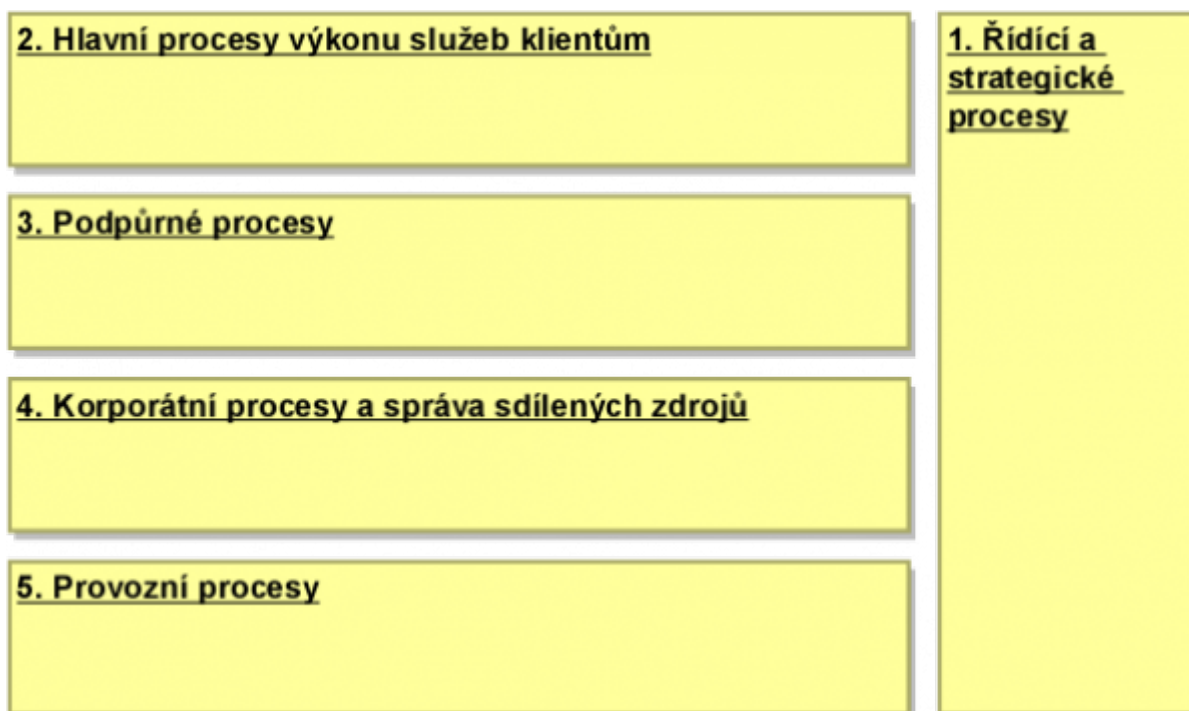 2. Hlavní procesy výkonu služeb klientům
1. Řídící a
strategické
procesy
3. Podpůrné procesy
4. Korporátní procesy a správa sdílených zdrojů
5. Provozní procesy